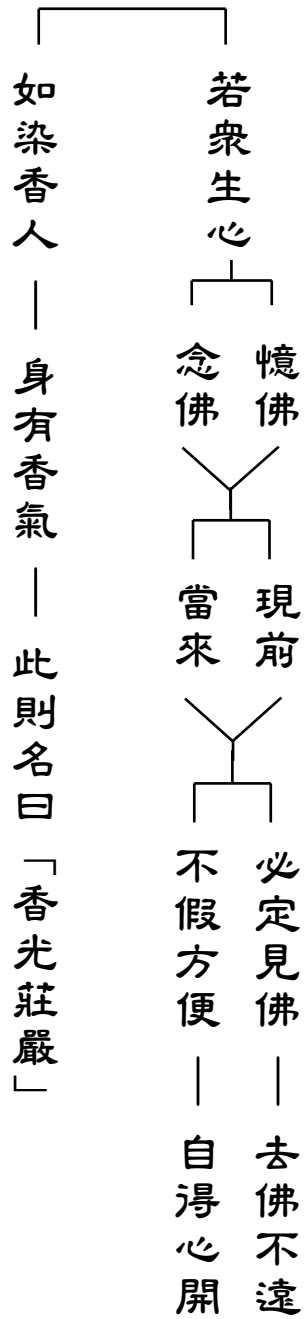 若衆生心
憶佛
念佛
現前
當來
必定見佛
去佛不遠
不假方便
自得心開
如染香人
身有香氣
此則名曰「香光莊嚴」